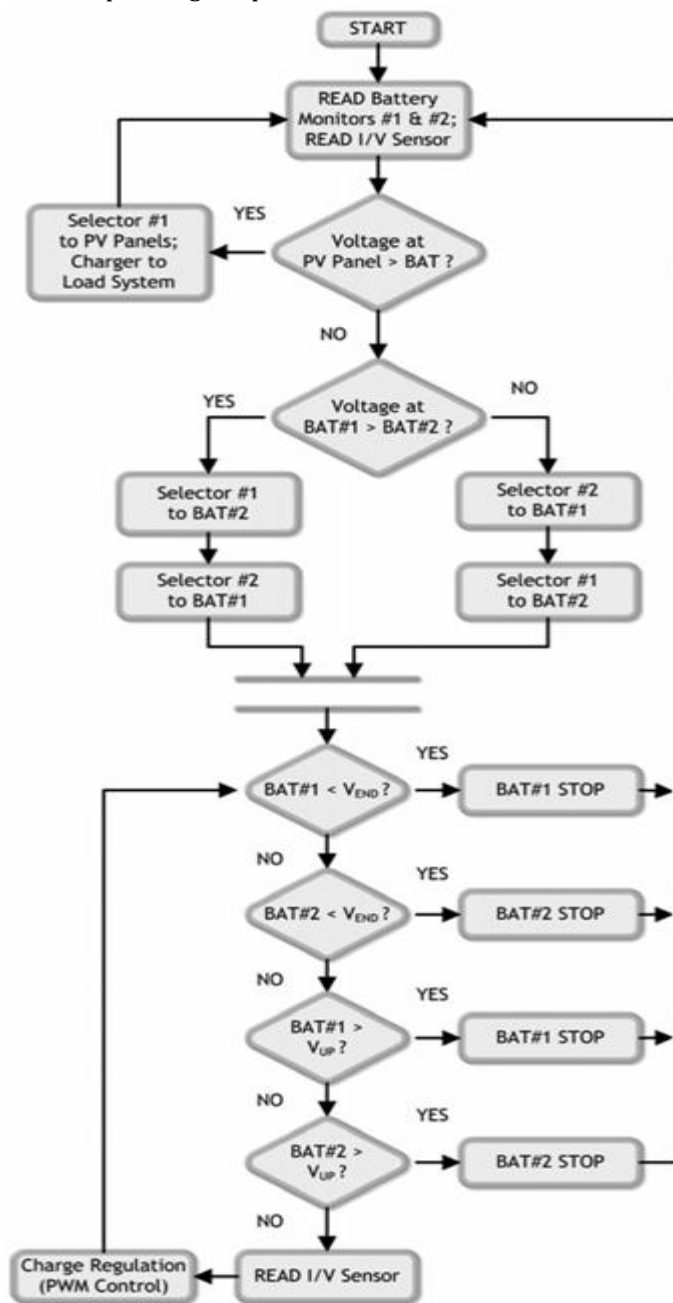 START
READ Battery
Monitors #1 & #2;
READ I/V Sensor
YES
Selector #1
to PV Panels;
Charger to
Load System
Voltage at
PV Panel > BAT ?
NO
YES
Voltage at
BAT#1 > BAT#2 ?
NO
Selector #1
to BAT#2
Selector #2
to BAT#1
Selector #2
to BAT#1
Selector #1
to BAT#2
BAT#1 < VEND ?
YES
BAT#1 STOP
NO
BAT#2 < VEND ?
YES
BAT#2 STOP
NO
BAT#1 >
VUP ?
YES
BAT#1 STOP
NO
BAT#2 >
VUP ?
YES
BAT#2 STOP
NO
READ I/V Sensor
Charge Regulation
(PWM Control)